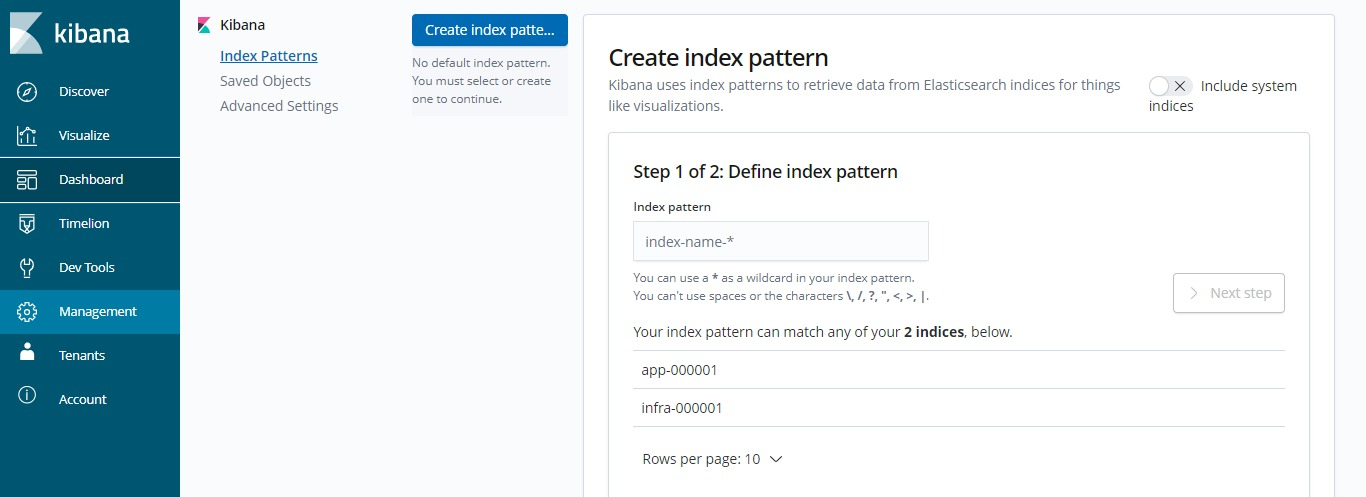 kibana
Discover
Visualize
Dashboard
Timelion
Dev Tools
Management
Tenants
Account
Kibana
Index Patterns
Saved Objects
Advanced Settings
Create index patte...
No default index pattern.
You must select or create
one to continue.
Create index pattern
Kibana uses index patterns to retrieve data from Elasticsearch indices for things
like visualizations.
Include system
indices
Step 1 of 2: Define index pattern
Index pattern
index-name-*
You can use a * as a wildcard in your index pattern.
You can't use spaces or the characters \, /, ?, ", <, >, |.
Next step
Your index pattern can match any of your 2 indices, below.
app-000001
infra-000001
Rows per page: 10